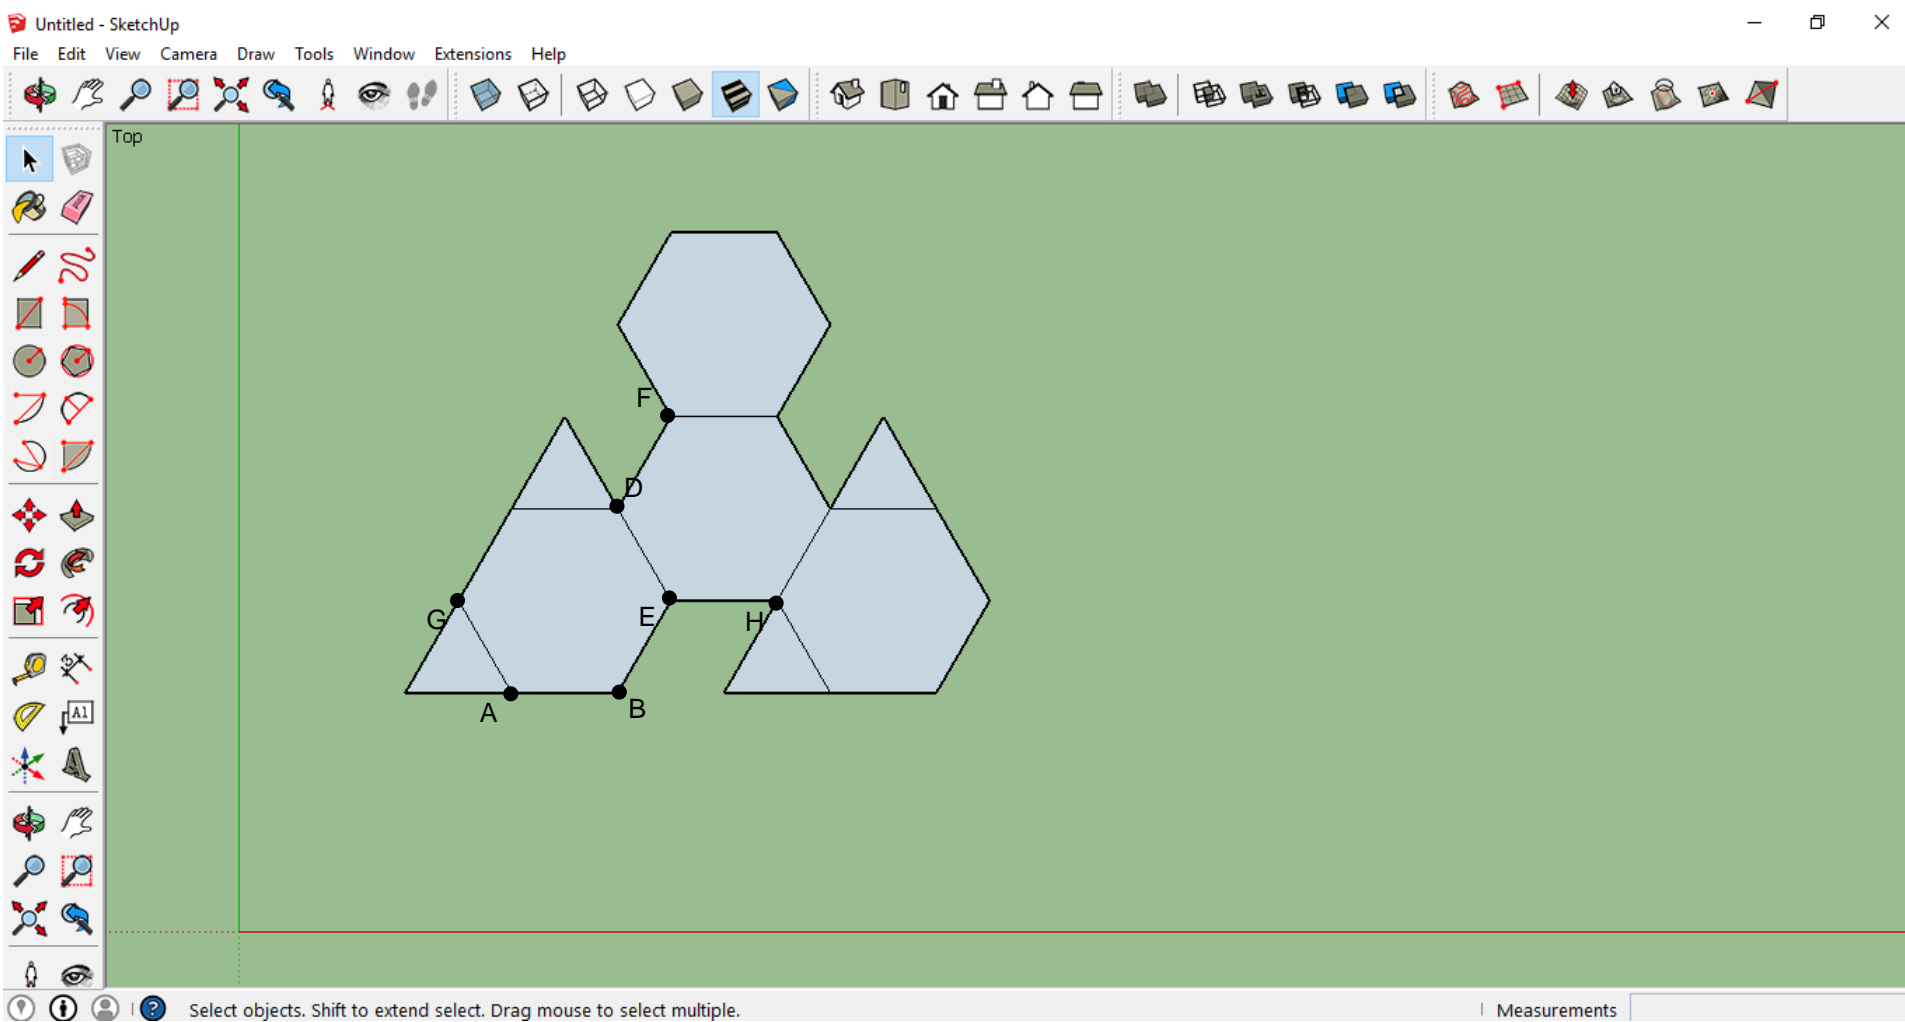 Untitled - SketchUp
File Edit View Camera Draw Tools Window Extensions Help
Top
F
D
G
E
H
A
B
A1
Select objects. Shift to extend select. Drag mouse to select multiple.
Measurements